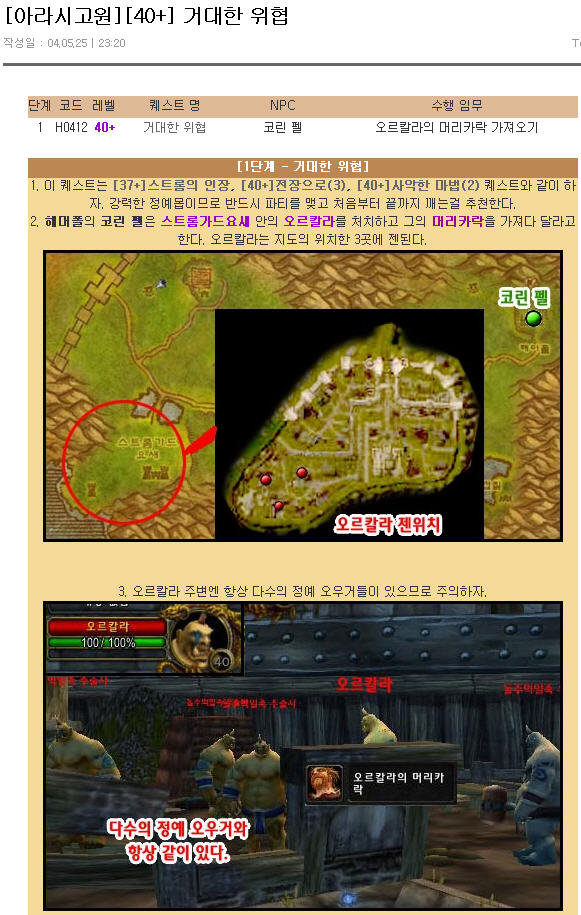 [아라시고원][40+] 거대한 위협
작성일 : 04.05.25 | 23:20
단계 코드 레벨 퀘스트 명 NPC 수행 임무
1 H0412 40+ 거대한 위협 코린 펠 오르칼라의 머리카락 가져오기
[1단계 - 거대한 위협]
1. 이 퀘스트는 [37+]스트롬의 인장, [40+]전장으로(3), [40+]사악한 마법(2) 퀘스트와 같이 하
자. 강력한 정예몹이므로 반드시 파티를 맺고 처음부터 끝까지 깨는걸 추천한다.
2. 해머폴의 코린 펠은 스트롬가드요새 안의 오르칼라를 처치하고 그의 머리카락을 가져다 달라고
한다. 오르칼라는 지도의 위치한 3곳에 젠된다.
코린 펠
해머폴
스트롬가드
요새
오르칼라 젠위치
3. 오르칼라 주변엔 항상 다수의 정예 오우거들이 있으므로 주의하자.
오르칼라
100/100%
40
오르칼라
돌주먹일족
오르칼라의 머리카
락
다수의 정예 오우거와
항상 같이 있다.